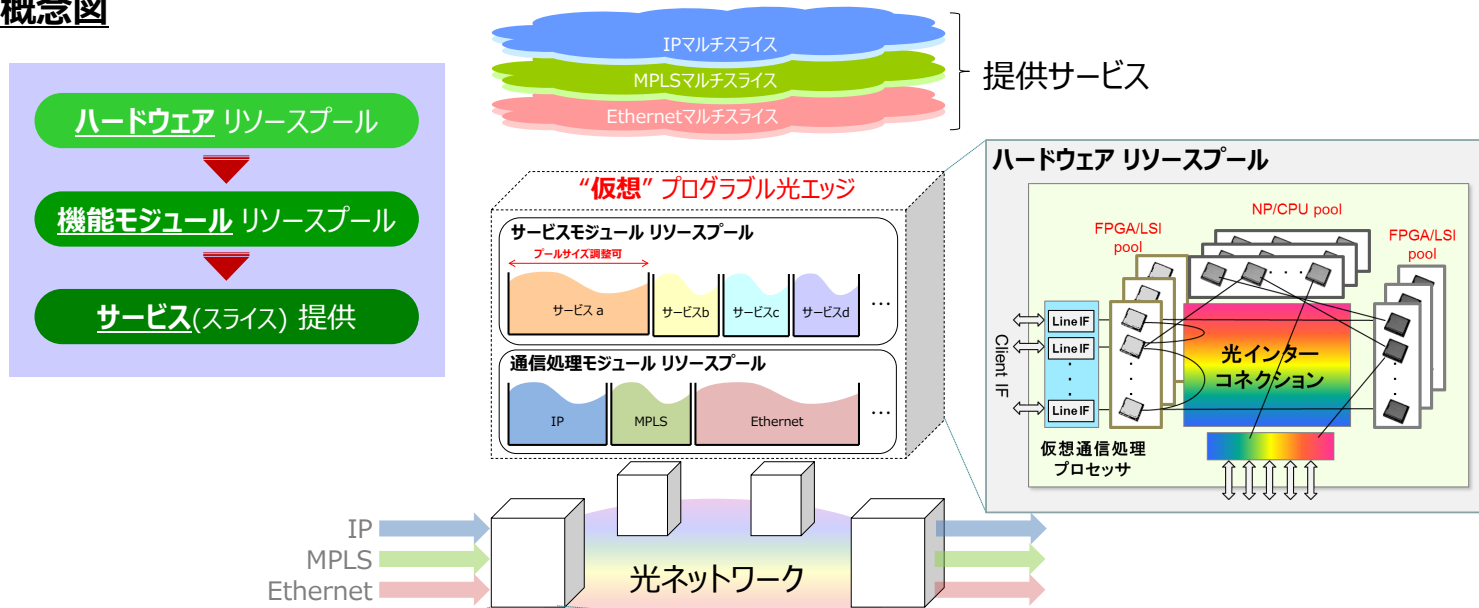 概念図
ハードウェア リソースプール
機能モジュール リソースプール
サービス(スライス) 提供
IPマルチスライス
MPLSマルチスライス
Ethernetマルチスライス
提供サービス
“仮想” プログラブル光エッジ
サービスモジュール リソースプール
プールサイズ調整可
サービス a
サービスb
サービスc
サービスd
…
通信処理モジュール リソースプール
IP
MPLS
Ethernet
…
ハードウェア リソースプール
NP/CPU pool
FPGA/LSI
pool
FPGA/LSI
pool
Client IF
Line IF
Line IF
Line IF
光インター
コネクション
仮想通信処理
プロセッサ
IP
MPLS
Ethernet
光ネットワーク